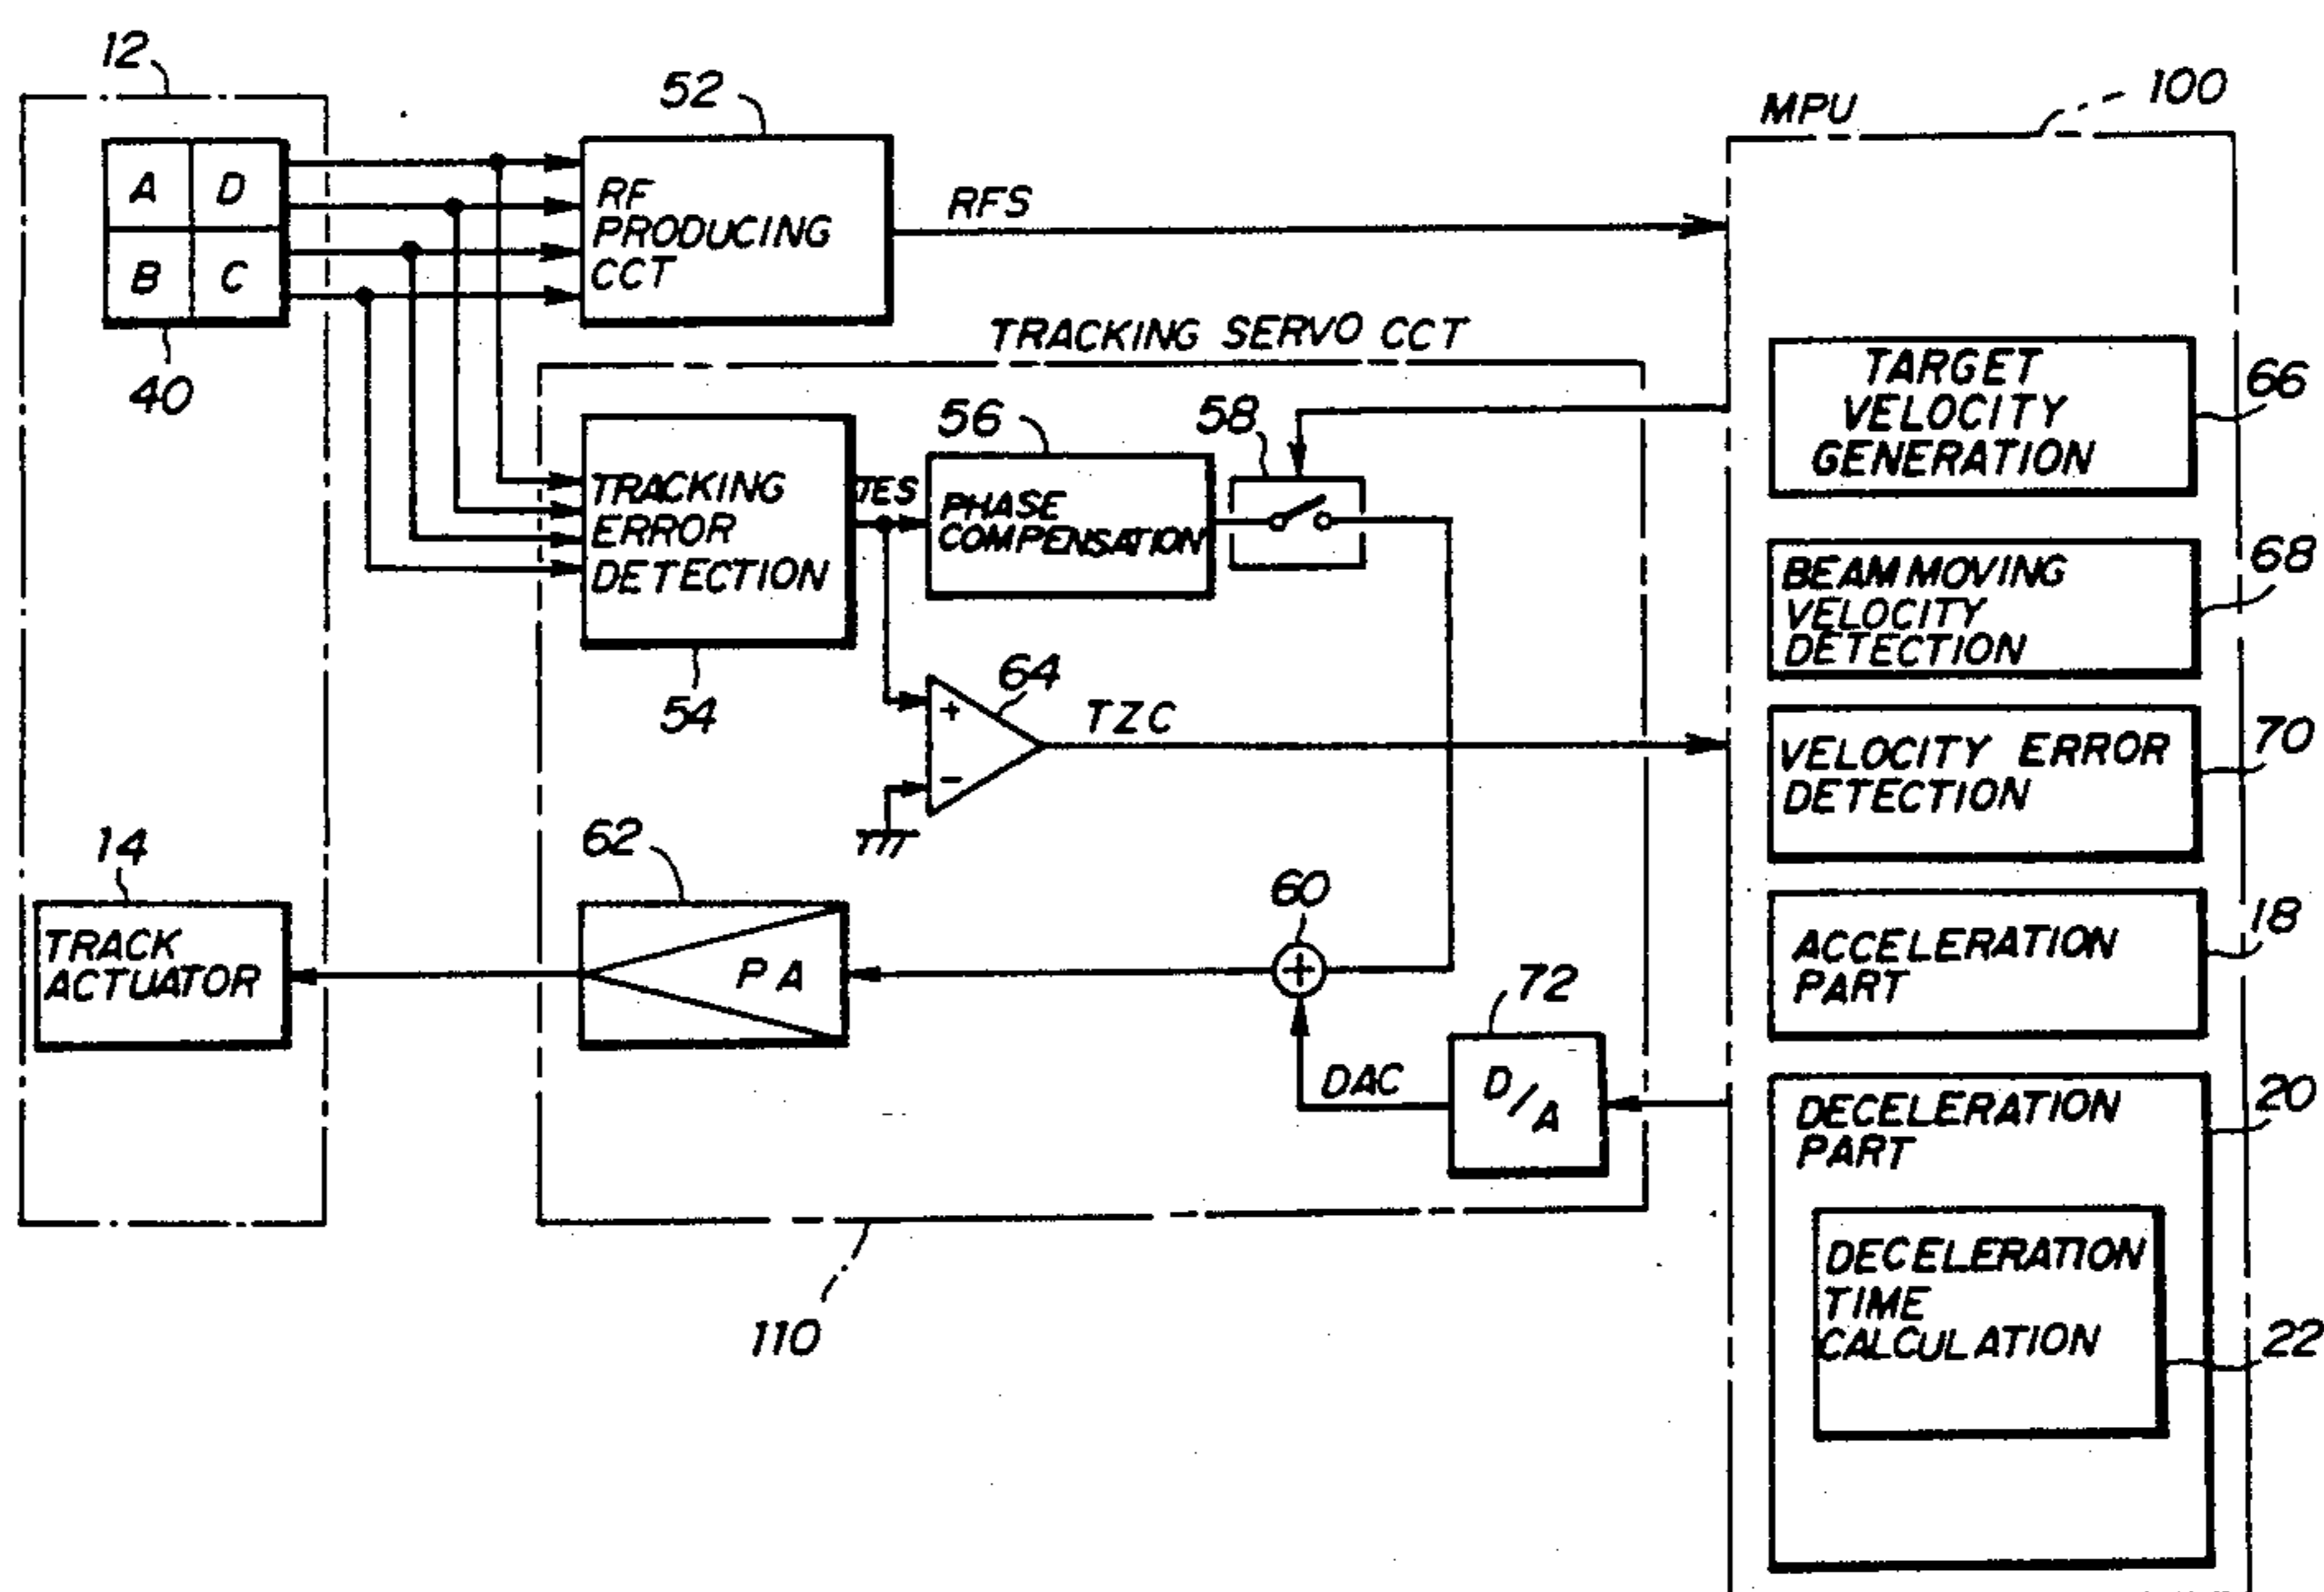 12
A D
B C
40
52
RF
PRODUCING
CCT
RFS
MPU
100
TRACKING SERVO CCT
TRACKING
ERROR
DETECTION
54
TES
56
PHASE
COMPENSATION
58
64
+
-
TZC
14
TRACK
ACTUATOR
62
PA
60
+
72
D/A
DAC
110
TARGET
VELOCITY
GENERATION
66
BEAM MOVING
VELOCITY
DETECTION
68
VELOCITY ERROR
DETECTION
70
ACCELERATION
PART
18
DECELERATION
PART
20
DECELERATION
TIME
CALCULATION
22